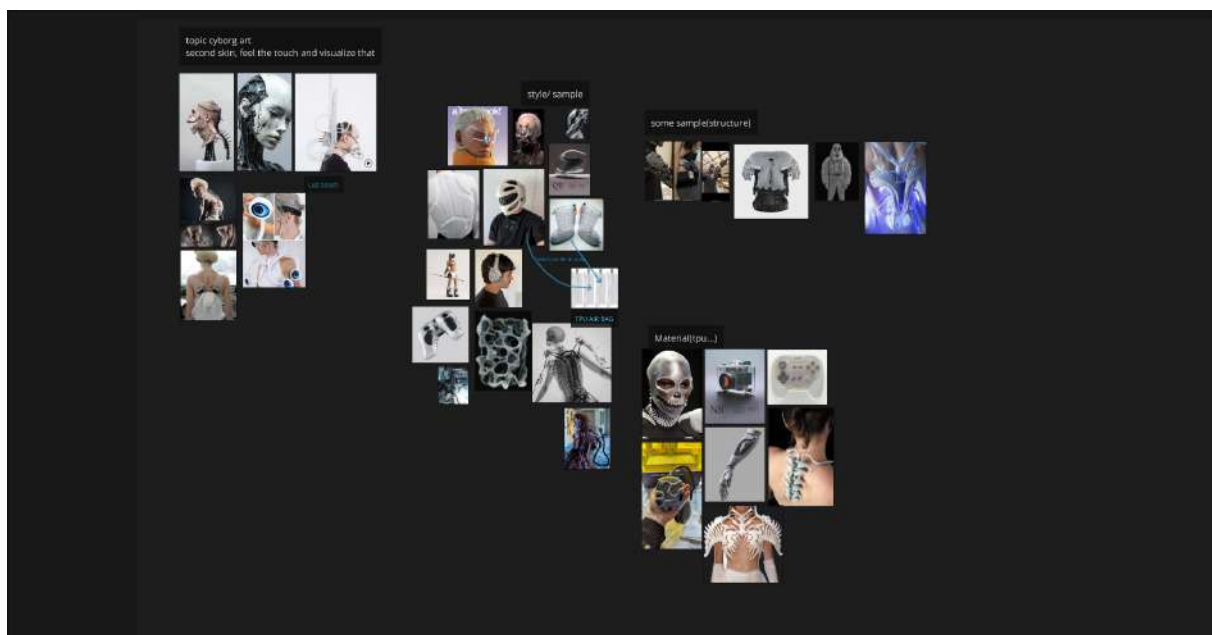 topic cyborg art
second skin, feel the touch and visualize that
style/ sample
some sample(structure)
TPU AIR BAG
Material(tpu...)